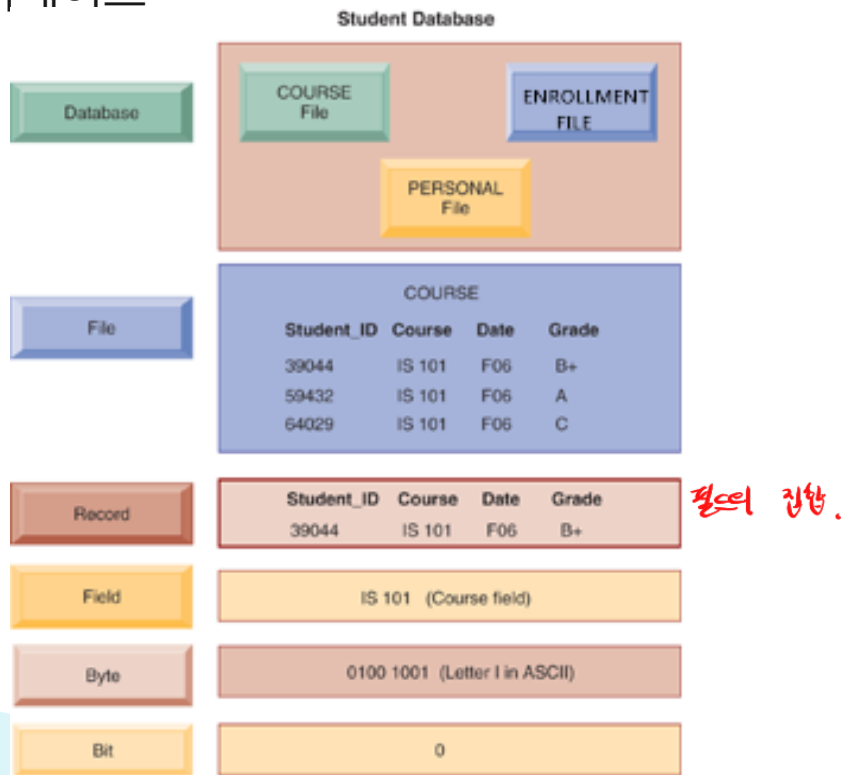 Student Database
Database
COURSE
File
ENROLLMENT
FILE
PERSONAL
File
File
COURSE
Student_ID Course Date Grade
39044 IS 101 F06 B+
59432 IS 101 F06 A
64029 IS 101 F06 C
Record
Student_ID Course Date Grade
39044 IS 101 F06 B+
필드의 집합.
Field
IS 101 (Course field)
Byte
0100 1001 (Letter I in ASCII)
Bit
0